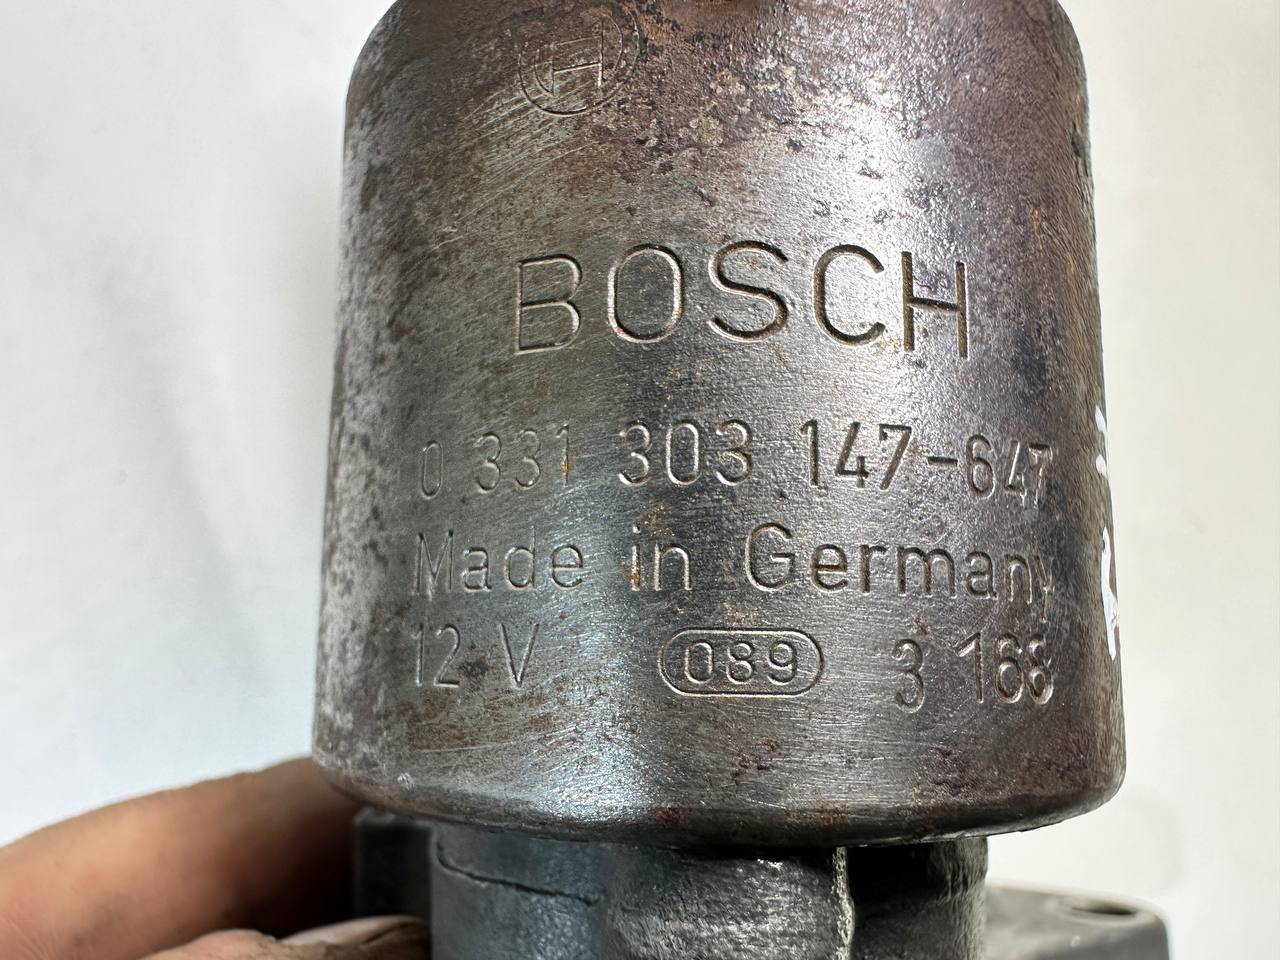 BOSCH
0 331 303 147-647
Made in Germany
12 V 089 3 168